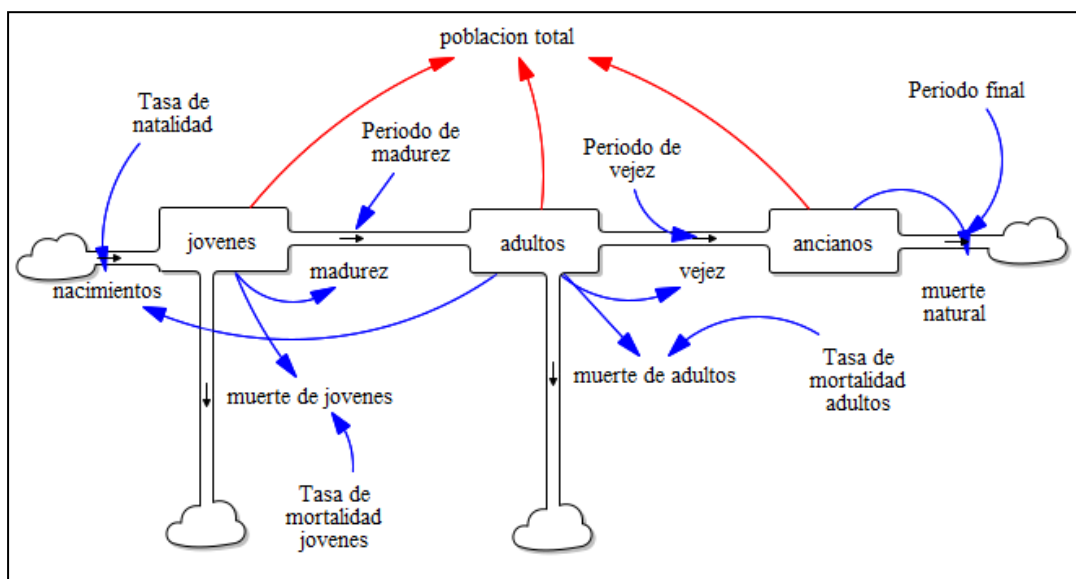 poblacion total
Tasa de
natalidad
Periodo de
madurez
Periodo de
vejez
Periodo final
jovenes
adultos
ancianos
nacimientos
madurez
vejez
muerte
natural
muerte de jovenes
muerte de adultos
Tasa de
mortalidad
adultos
Tasa de
mortalidad
jovenes